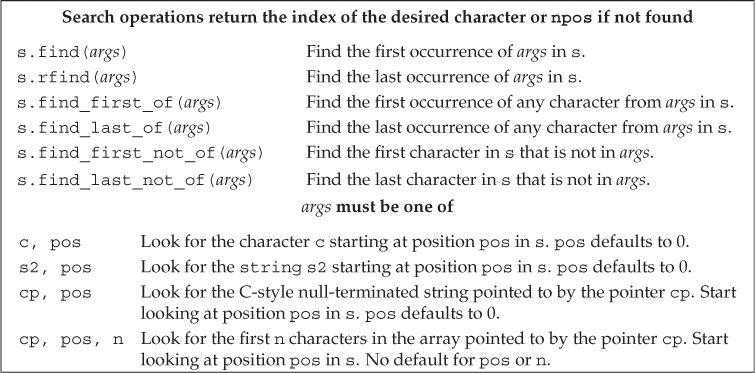 Search operations return the index of the desired character or npos if not found
s.find(args) Find the first occurrence of args in s.
s.rfind(args) Find the last occurrence of args in s.
s.find_first_of(args) Find the first occurrence of any character from args in s.
s.find_last_of(args) Find the last occurrence of any character from args in s.
s.find_first_not_of(args) Find the first character in s that is not in args.
s.find_last_not_of(args) Find the last character in s that is not in args.
args must be one of
c, pos Look for the character c starting at position pos in s. pos defaults to 0.
s2, pos Look for the string s2 starting at position pos in s. pos defaults to 0.
cp, pos Look for the C-style null-terminated string pointed to by the pointer cp. Start
looking at position pos in s. pos defaults to 0.
cp, pos, n Look for the first n characters in the array pointed to by the pointer cp. Start
looking at position pos in s. No default for pos or n.